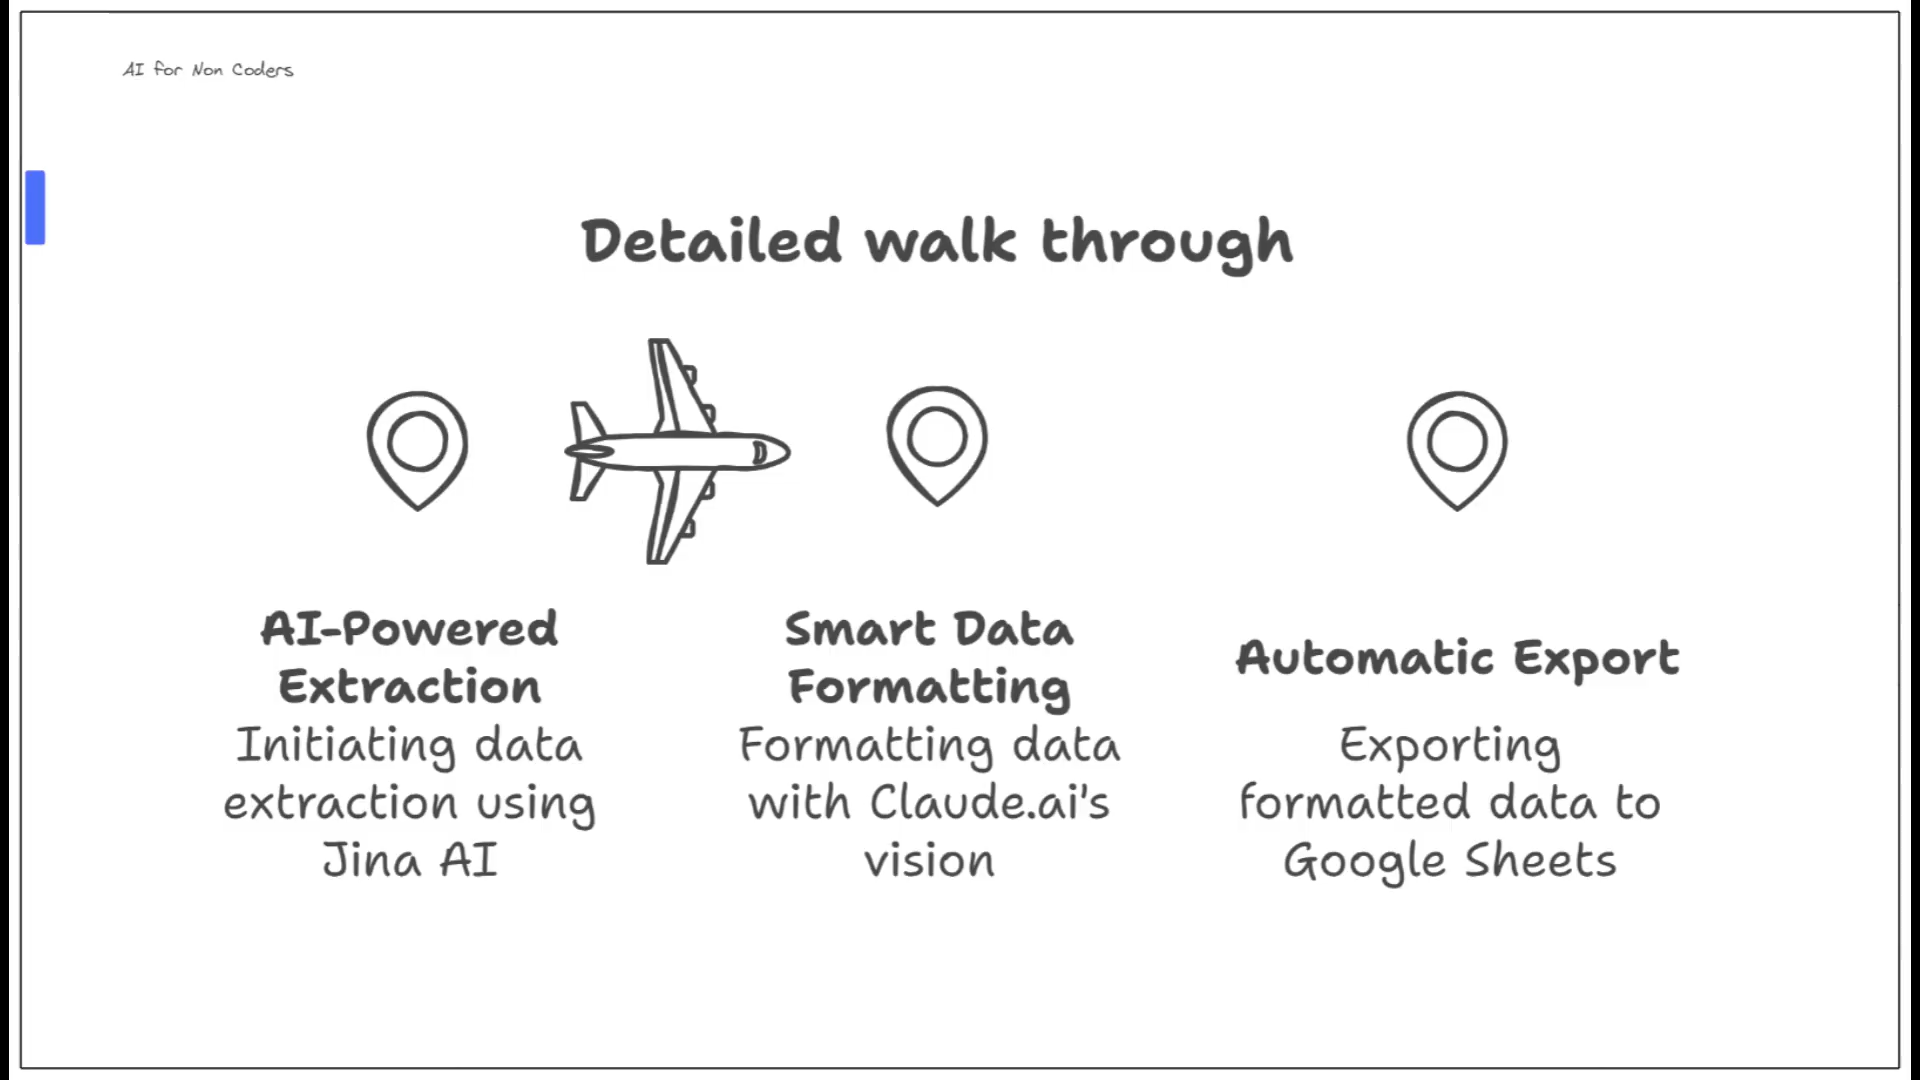 AI for Non Coders
Detailed walk through
AI-Powered
Extraction
Initiating data
extraction using
Jina AI
Smart Data
Formatting
Formatting data
with Claude.ai's
vision
Automatic Export
Exporting
formatted data to
Google Sheets